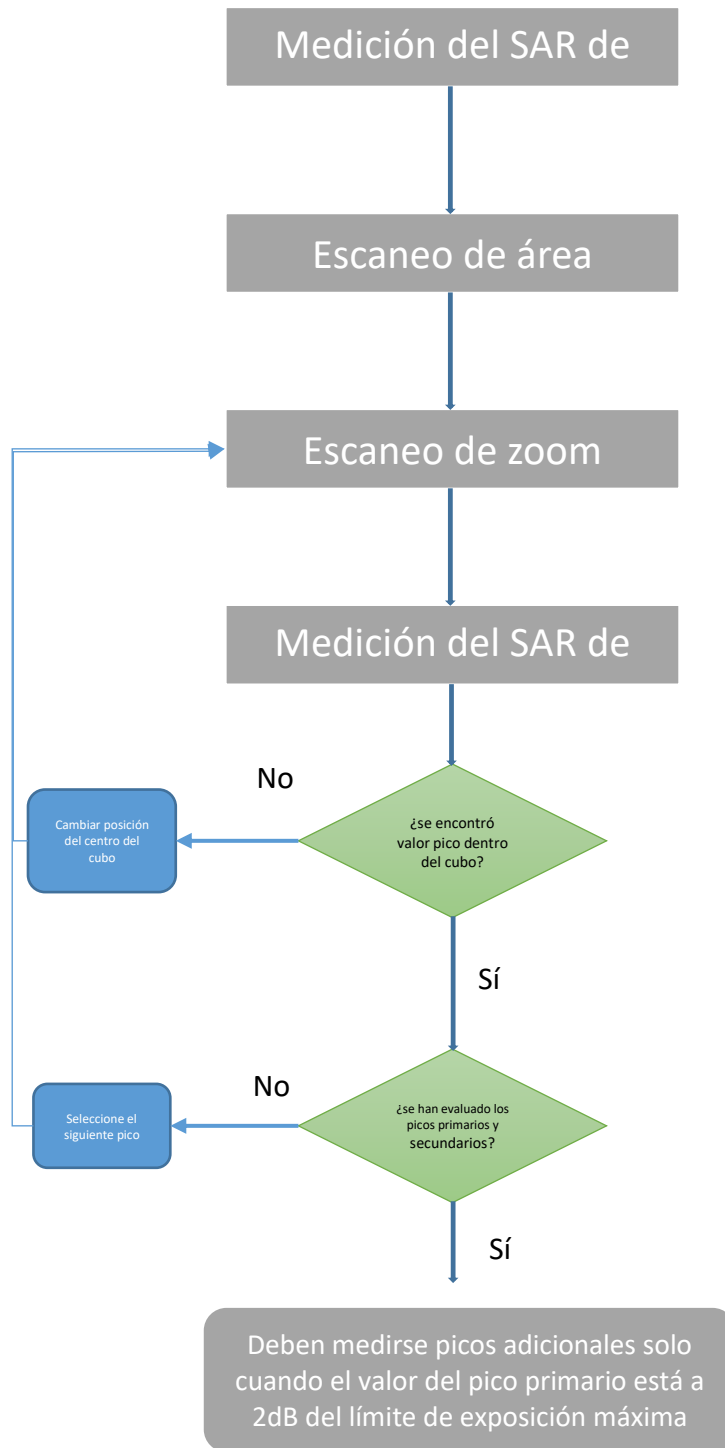 Medición del SAR de
Escaneo de área
Escaneo de zoom
Medición del SAR de
No
Cambiar posición
del centro del
cubo
¿se encontró
valor pico dentro
del cubo?
Sí
No
Seleccione el
siguiente pico
¿se han evaluado los
picos primarios y
secundarios?
Sí
Deben medirse picos adicionales solo
cuando el valor del pico primario está a
2dB del límite de exposición máxima